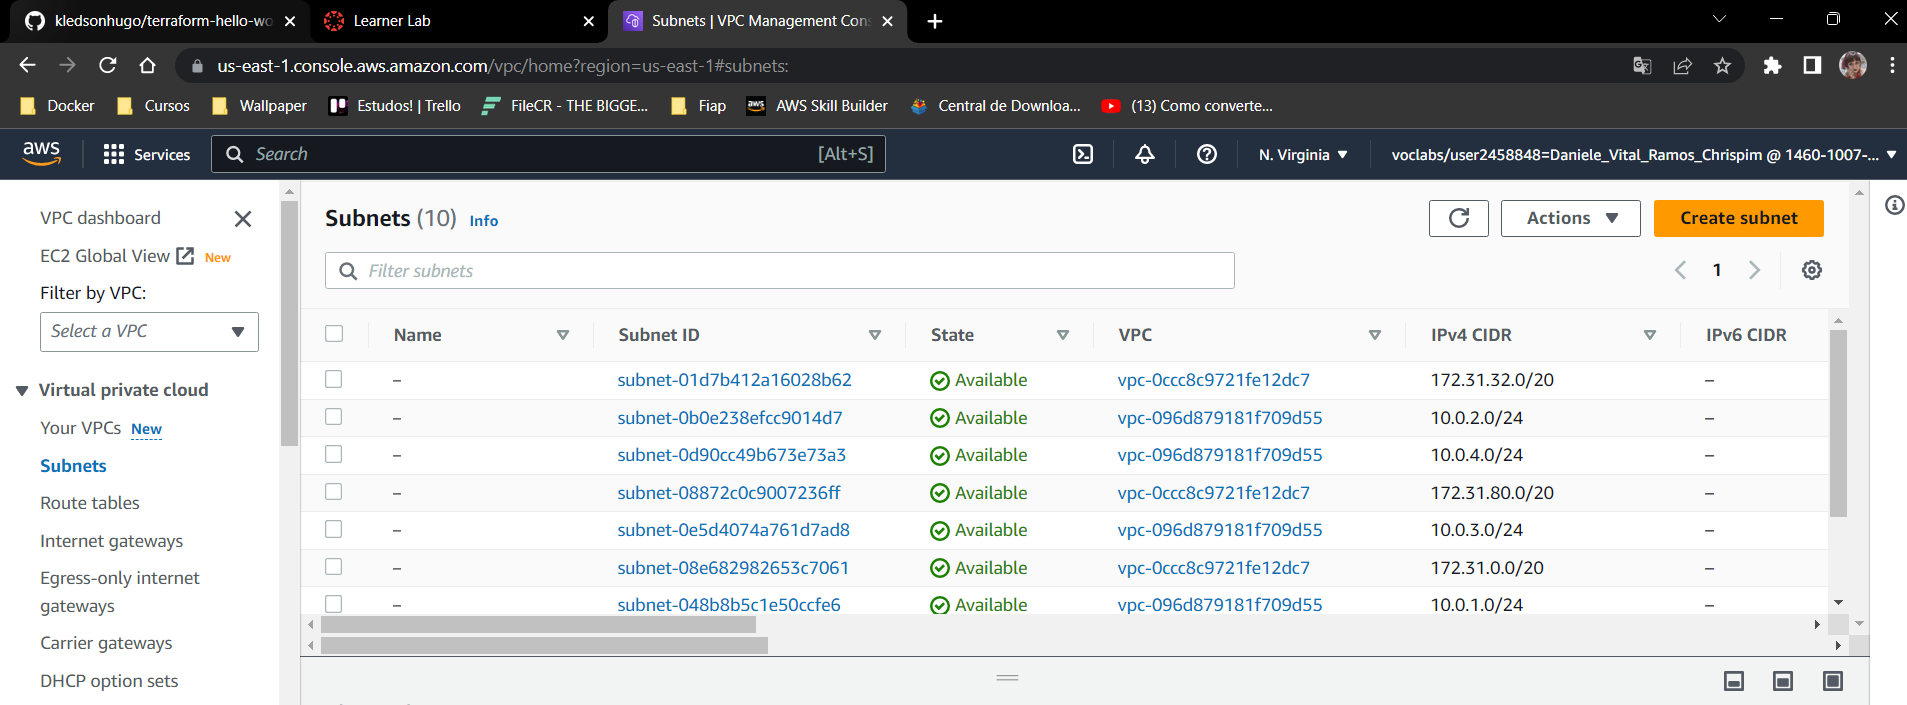 kledsonhugo/terraform-hello-wo
Learner Lab
Subnets | VPC Management Con
us-east-1.console.aws.amazon.com/vpc/home?region=us-east-1#subnets:
Docker Cursos Wallpaper Estudos! | Trello FileCR - THE BIGGE... Fiap AWS Skill Builder Central de Downloa... (13) Como converte...
aws Services Search [Alt+S] N. Virginia voclabs/user2458848=Daniele_Vital_Ramos_Chrispim @ 1460-1007-...
VPC dashboard
EC2 Global View New
Filter by VPC:
Select a VPC
Virtual private cloud
Your VPCs New
Subnets
Route tables
Internet gateways
Egress-only internet
gateways
Carrier gateways
DHCP option sets
Subnets (10) Info
Actions
Create subnet
Filter subnets
1
Name Subnet ID State VPC IPv4 CIDR IPv6 CIDR
– subnet-01d7b412a16028b62 Available vpc-0ccc8c9721fe12dc7 172.31.32.0/20 –
– subnet-0b0e238efcc9014d7 Available vpc-096d879181f709d55 10.0.2.0/24 –
– subnet-0d90cc49b673e73a3 Available vpc-096d879181f709d55 10.0.4.0/24 –
– subnet-08872c0c9007236ff Available vpc-0ccc8c9721fe12dc7 172.31.80.0/20 –
– subnet-0e5d4074a761d7ad8 Available vpc-096d879181f709d55 10.0.3.0/24 –
– subnet-08e682982653c7061 Available vpc-0ccc8c9721fe12dc7 172.31.0.0/20 –
– subnet-048b8b5c1e50ccfe6 Available vpc-096d879181f709d55 10.0.1.0/24 –